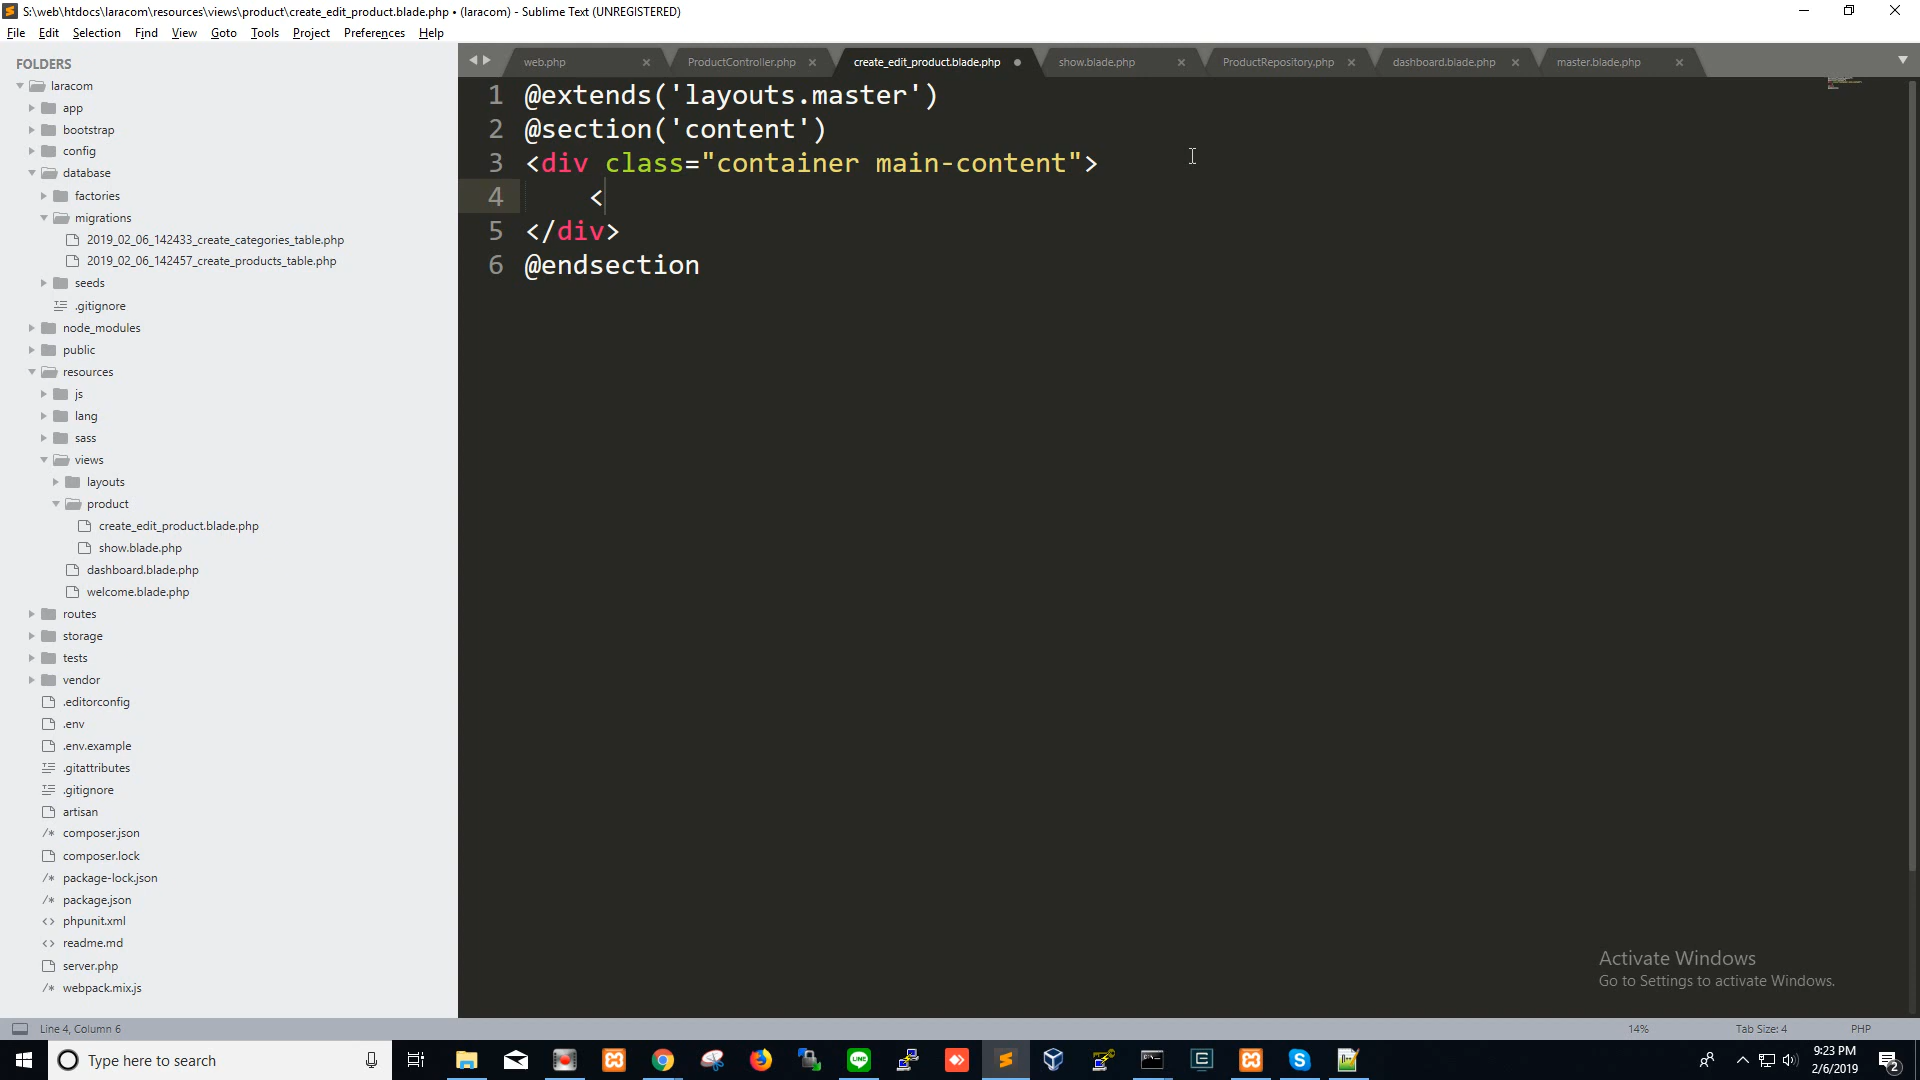 S:\web\htdocs\laracom\resources\views\product\create_edit_product.blade.php • (laracom) - Sublime Text (UNREGISTERED)
File Edit Selection Find View Goto Tools Project Preferences Help
FOLDERS
laracom
app
bootstrap
config
database
factories
migrations
2019_02_06_142433_create_categories_table.php
2019_02_06_142457_create_products_table.php
seeds
.gitignore
node_modules
public
resources
js
lang
sass
views
layouts
product
create_edit_product.blade.php
show.blade.php
dashboard.blade.php
welcome.blade.php
routes
storage
tests
vendor
.editorconfig
.env
.env.example
.gitattributes
.gitignore
artisan
composer.json
composer.lock
package-lock.json
package.json
phpunit.xml
readme.md
server.php
webpack.mix.js
web.php ProductController.php create_edit_product.blade.php show.blade.php ProductRepository.php dashboard.blade.php master.blade.php
1 @extends('layouts.master')
2 @section('content')
3 <div class="container main-content">
4 <
5 </div>
6 @endsection
Activate Windows
Go to Settings to activate Windows.
Line 4, Column 6 14% Tab Size: 4 PHP
Type here to search
9:23 PM
2/6/2019
2